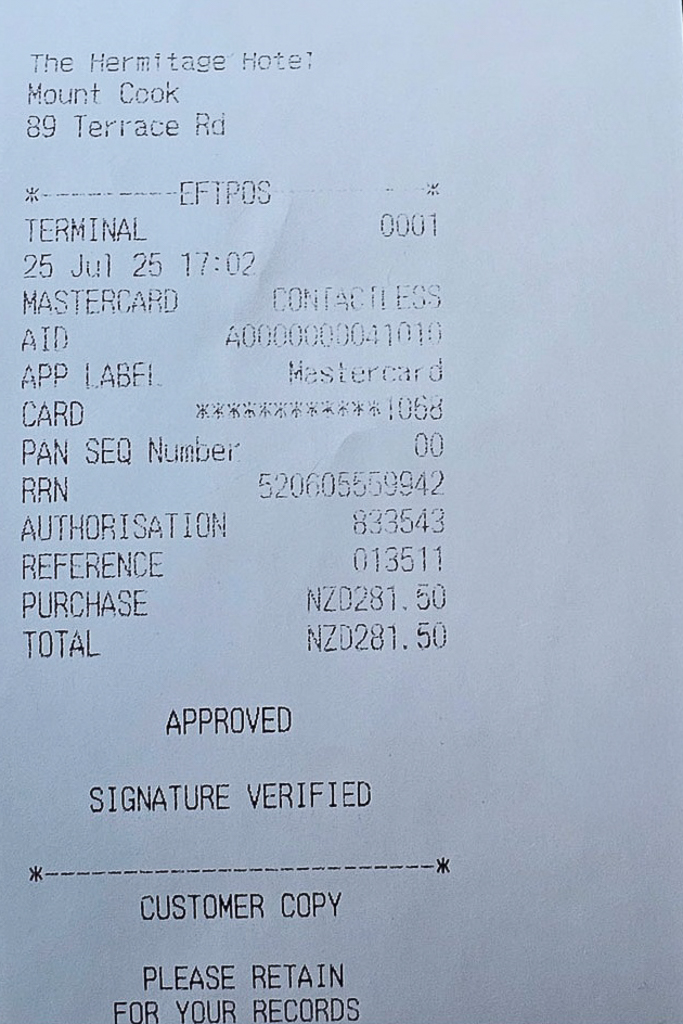 The Hermitage Hotel
Mount Cook
89 Terrace Rd
*---------EFTPOS----------*
TERMINAL 0001
25 Jul 25 17:02
MASTERCARD CONTACTLESS
AID A0000000041010
APP LABEL Mastercard
CARD ************1068
PAN SEQ Number 00
RRN 520605559942
AUTHORISATION 833543
REFERENCE 013511
PURCHASE NZD281.50
TOTAL NZD281.50
APPROVED
SIGNATURE VERIFIED
*-------------------------*
CUSTOMER COPY
PLEASE RETAIN
FOR YOUR RECORDS